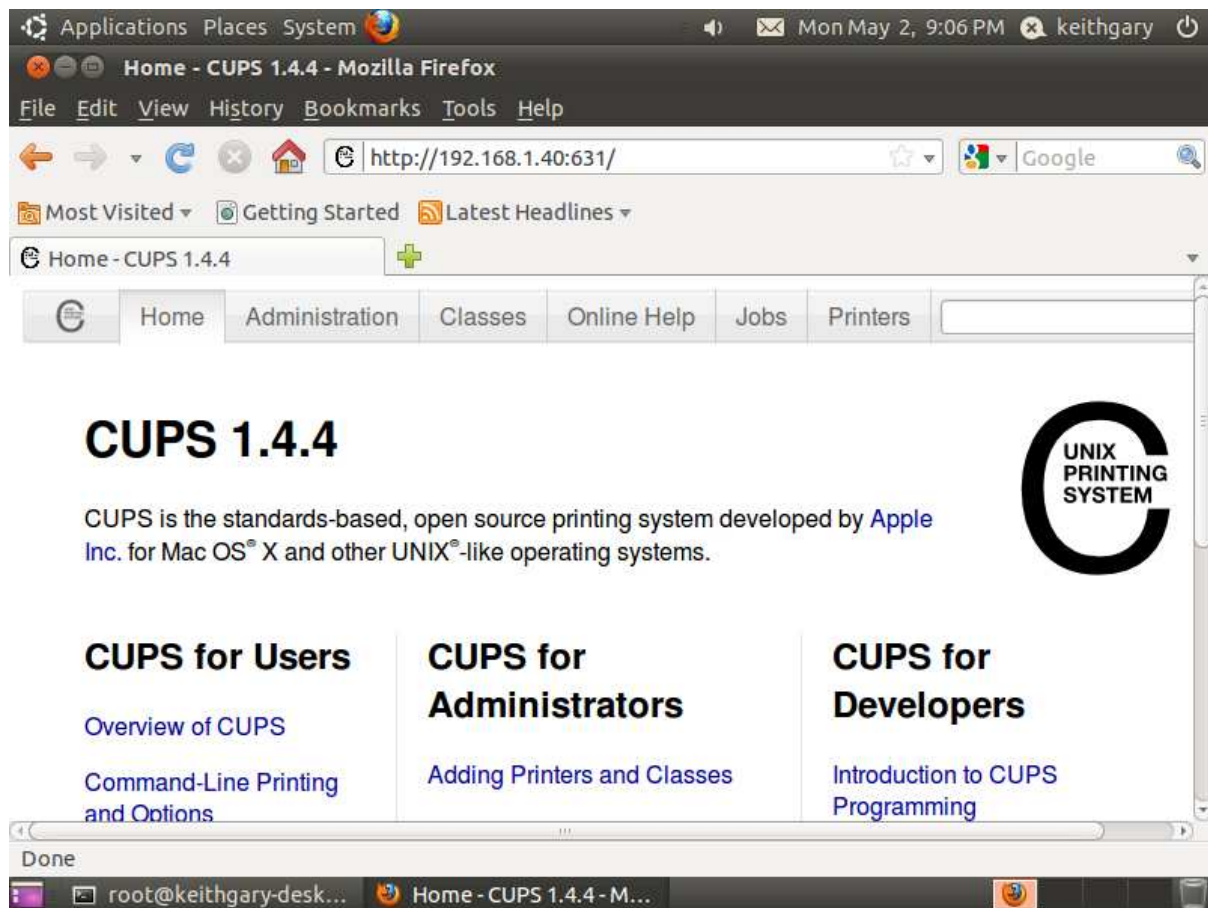 Applications Places System Mon May 2, 9:06 PM keithgary
Home - CUPS 1.4.4 - Mozilla Firefox
File Edit View History Bookmarks Tools Help
http://192.168.1.40:631/ Google
Most Visited Getting Started Latest Headlines
Home - CUPS 1.4.4
Home Administration Classes Online Help Jobs Printers
CUPS 1.4.4
UNIX
PRINTING
SYSTEM
CUPS is the standards-based, open source printing system developed by Apple
Inc. for Mac OS® X and other UNIX®-like operating systems.
CUPS for Users
Overview of CUPS
Command-Line Printing
and Options
CUPS for
Administrators
Adding Printers and Classes
CUPS for
Developers
Introduction to CUPS
Programming
Done
root@keithgary-desk... Home - CUPS 1.4.4 - M...